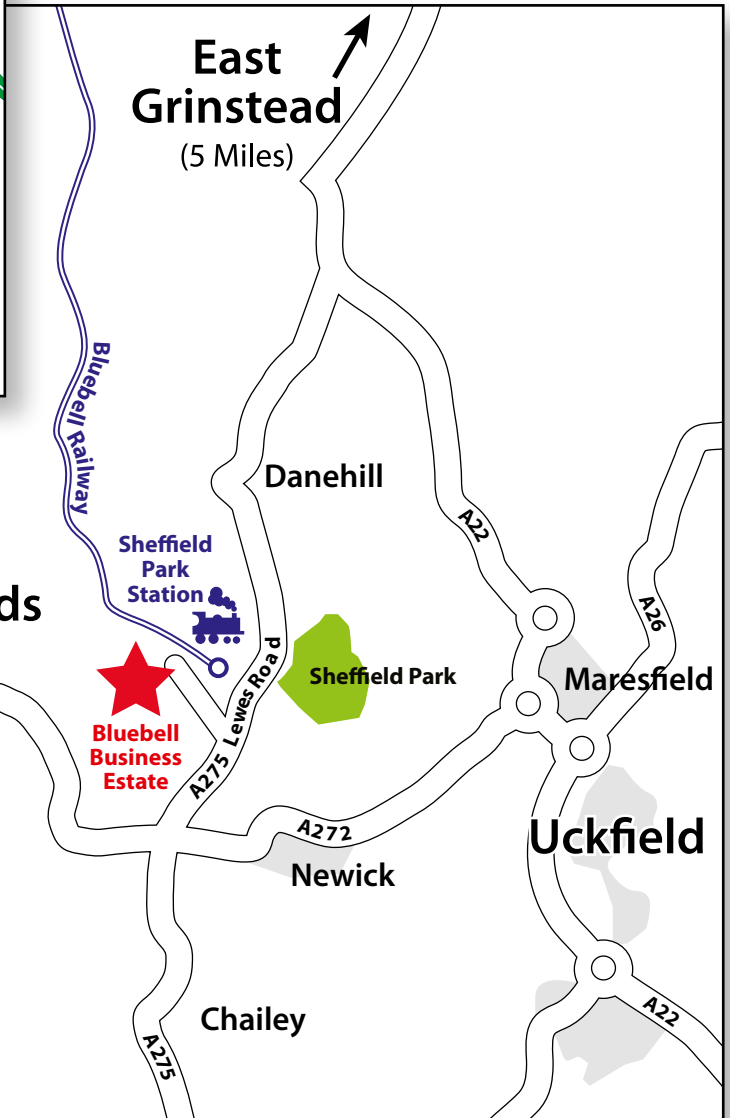 East
Grinstead
(5 Miles)
Bluebell Railway
Danehill
A22
Sheffield
Park
Station
ds
A26
Lewes Road
Sheffield Park
Maresfield
Bluebell
Business
Estate
A275
A272
Uckfield
Newick
A22
Chailey
A275